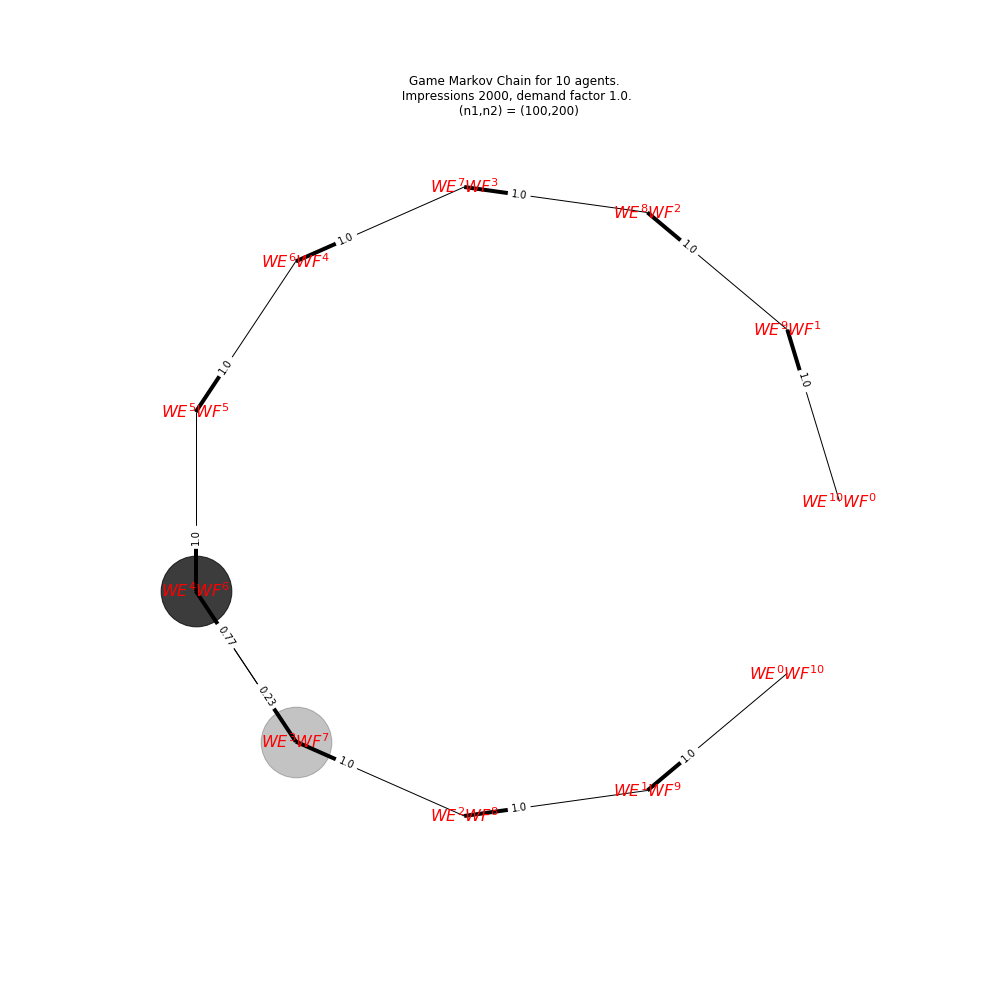 Game Markov Chain for 10 agents.
Impressions 2000, demand factor 1.0.
(n1,n2) = (100,200)
WE^7WF^3
1.0
WE^8WF^2
1.0
1.0
WE^6WF^4
WE^9WF^1
1.0
1.0
WE^5WF^5
WE^10WF^0
1.0
WE^4WF^6
0.77
WE^0WF^10
0.23
WE^3WF^7
1.0
1.0
WE^1WF^9
1.0
WE^2WF^8